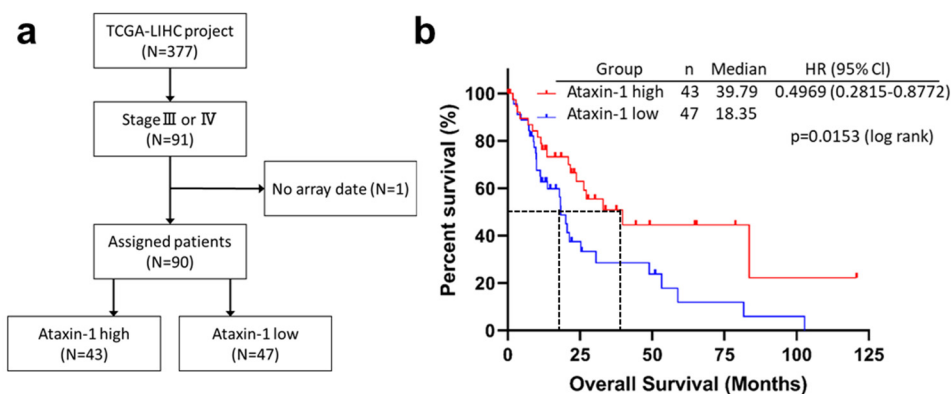 a
TCGA-LIHC project
(N=377)
Stage Ⅲ or Ⅳ
(N=91)
No array date (N=1)
Assigned patients
(N=90)
Ataxin-1 high
(N=43)
Ataxin-1 low
(N=47)
b
Group n Median HR (95% CI)
Ataxin-1 high 43 39.79 0.4969 (0.2815-0.8772)
Ataxin-1 low 47 18.35
p=0.0153 (log rank)
Percent survival (%)
100
80
60
40
20
0
0 25 50 75 100 125
Overall Survival (Months)